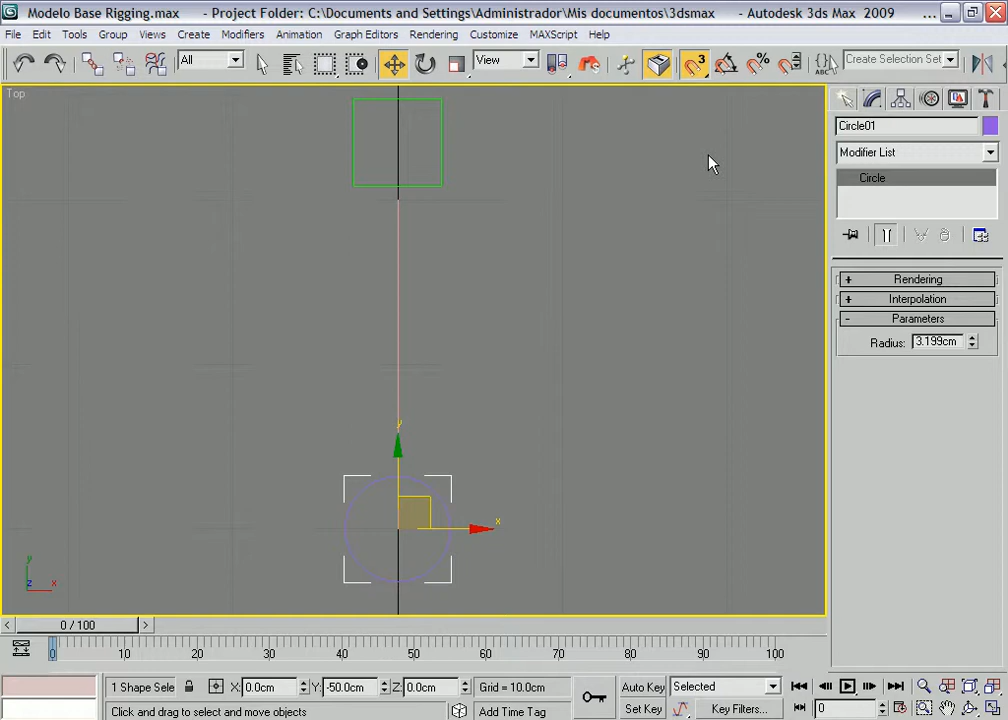 Modelo Base Rigging.max - Project Folder: C:\Documents and Settings\Administrador\Mis documentos\3dsmax - Autodesk 3ds Max 2009 ...
File Edit Tools Group Views Create Modifiers Animation Graph Editors Rendering Customize MAXScript Help
All View 3 % ABC Create Selection Set
Top
Circle01
Modifier List
Circle
+ Rendering
+ Interpolation
- Parameters
Radius: 3.199cm
y
x
y
z
x
< 0 / 100 >
0 10 20 30 40 50 60 70 80 90 100
1 Shape Sele X: 0.0cm Y: -50.0cm Z: 0.0cm Grid = 10.0cm Auto Key Selected
Click and drag to select and move objects Add Time Tag Set Key Key Filters... 0